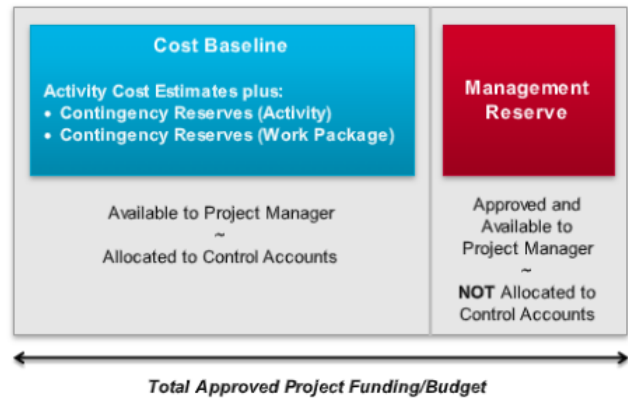 Cost Baseline
Activity Cost Estimates plus:
• Contingency Reserves (Activity)
• Contingency Reserves (Work Package)
Available to Project Manager
~
Allocated to Control Accounts
Management
Reserve
Approved and
Available to
Project Manager
~
NOT Allocated to
Control Accounts
Total Approved Project Funding/Budget